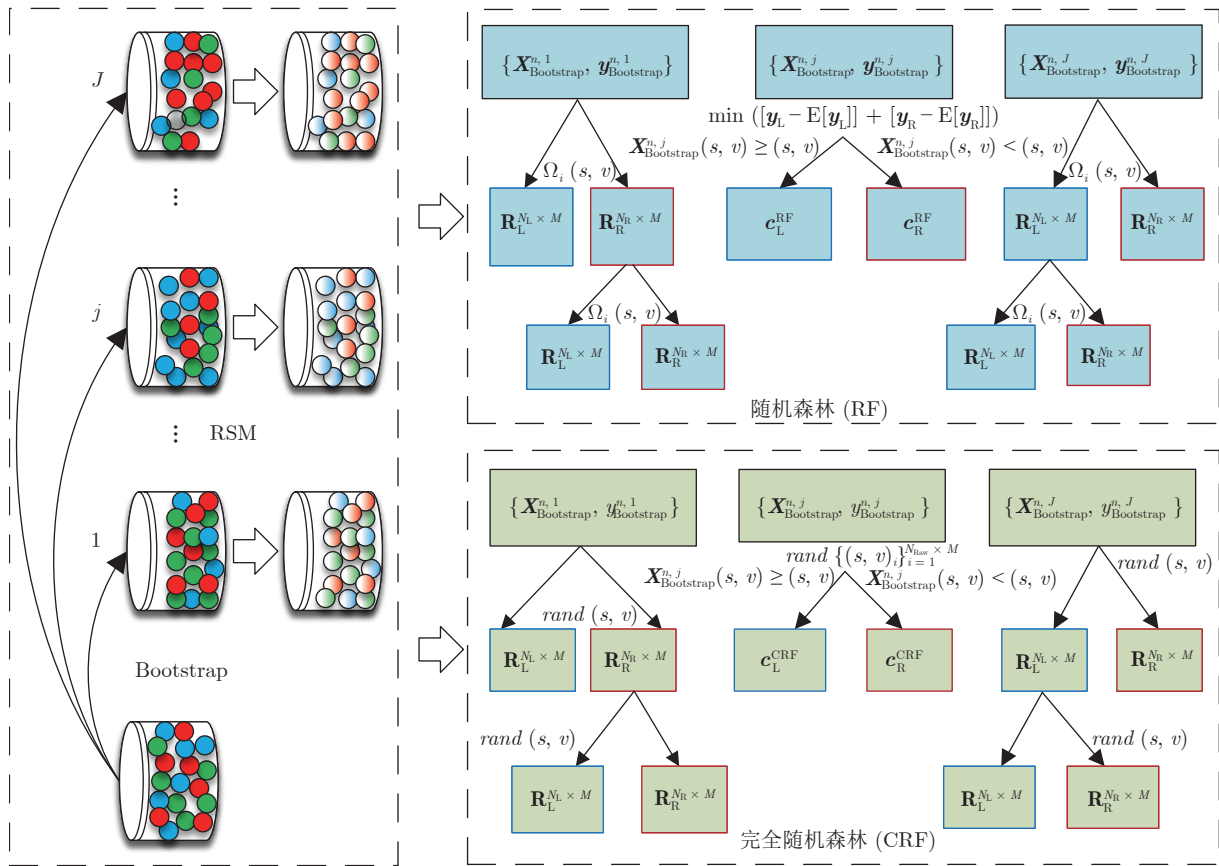 J
⋮
j
⋮ RSM
1
Bootstrap
{X^{n, 1}_{Bootstrap}, y^{n, 1}_{Bootstrap}}
{X^{n, j}_{Bootstrap}, y^{n, j}_{Bootstrap}}
{X^{n, J}_{Bootstrap}, y^{n, J}_{Bootstrap}}
min ([y_L − E[y_L]] + [y_R − E[y_R]])
X^{n, j}_{Bootstrap}(s, v) ≥ (s, v)
X^{n, j}_{Bootstrap}(s, v) < (s, v)
Ω_i (s, v)
Ω_i (s, v)
R_L^{N_L × M}
R_R^{N_R × M}
c_L^{RF}
c_R^{RF}
R_L^{N_L × M}
R_R^{N_R × M}
Ω_i (s, v)
Ω_i (s, v)
R_L^{N_L × M}
R_R^{N_R × M}
R_L^{N_L × M}
R_R^{N_R × M}
随机森林 (RF)
{X^{n, 1}_{Bootstrap}, y^{n, 1}_{Bootstrap}}
{X^{n, j}_{Bootstrap}, y^{n, j}_{Bootstrap}}
{X^{n, J}_{Bootstrap}, y^{n, J}_{Bootstrap}}
rand {(s, v)_i}_{i = 1}^{N_{Raw} × M}
rand (s, v)
X^{n, j}_{Bootstrap}(s, v) ≥ (s, v)
X^{n, j}_{Bootstrap}(s, v) < (s, v)
rand (s, v)
R_L^{N_L × M}
R_R^{N_R × M}
c_L^{CRF}
c_R^{CRF}
R_L^{N_L × M}
R_R^{N_R × M}
rand (s, v)
rand (s, v)
R_L^{N_L × M}
R_R^{N_R × M}
R_L^{N_L × M}
R_R^{N_R × M}
完全随机森林 (CRF)